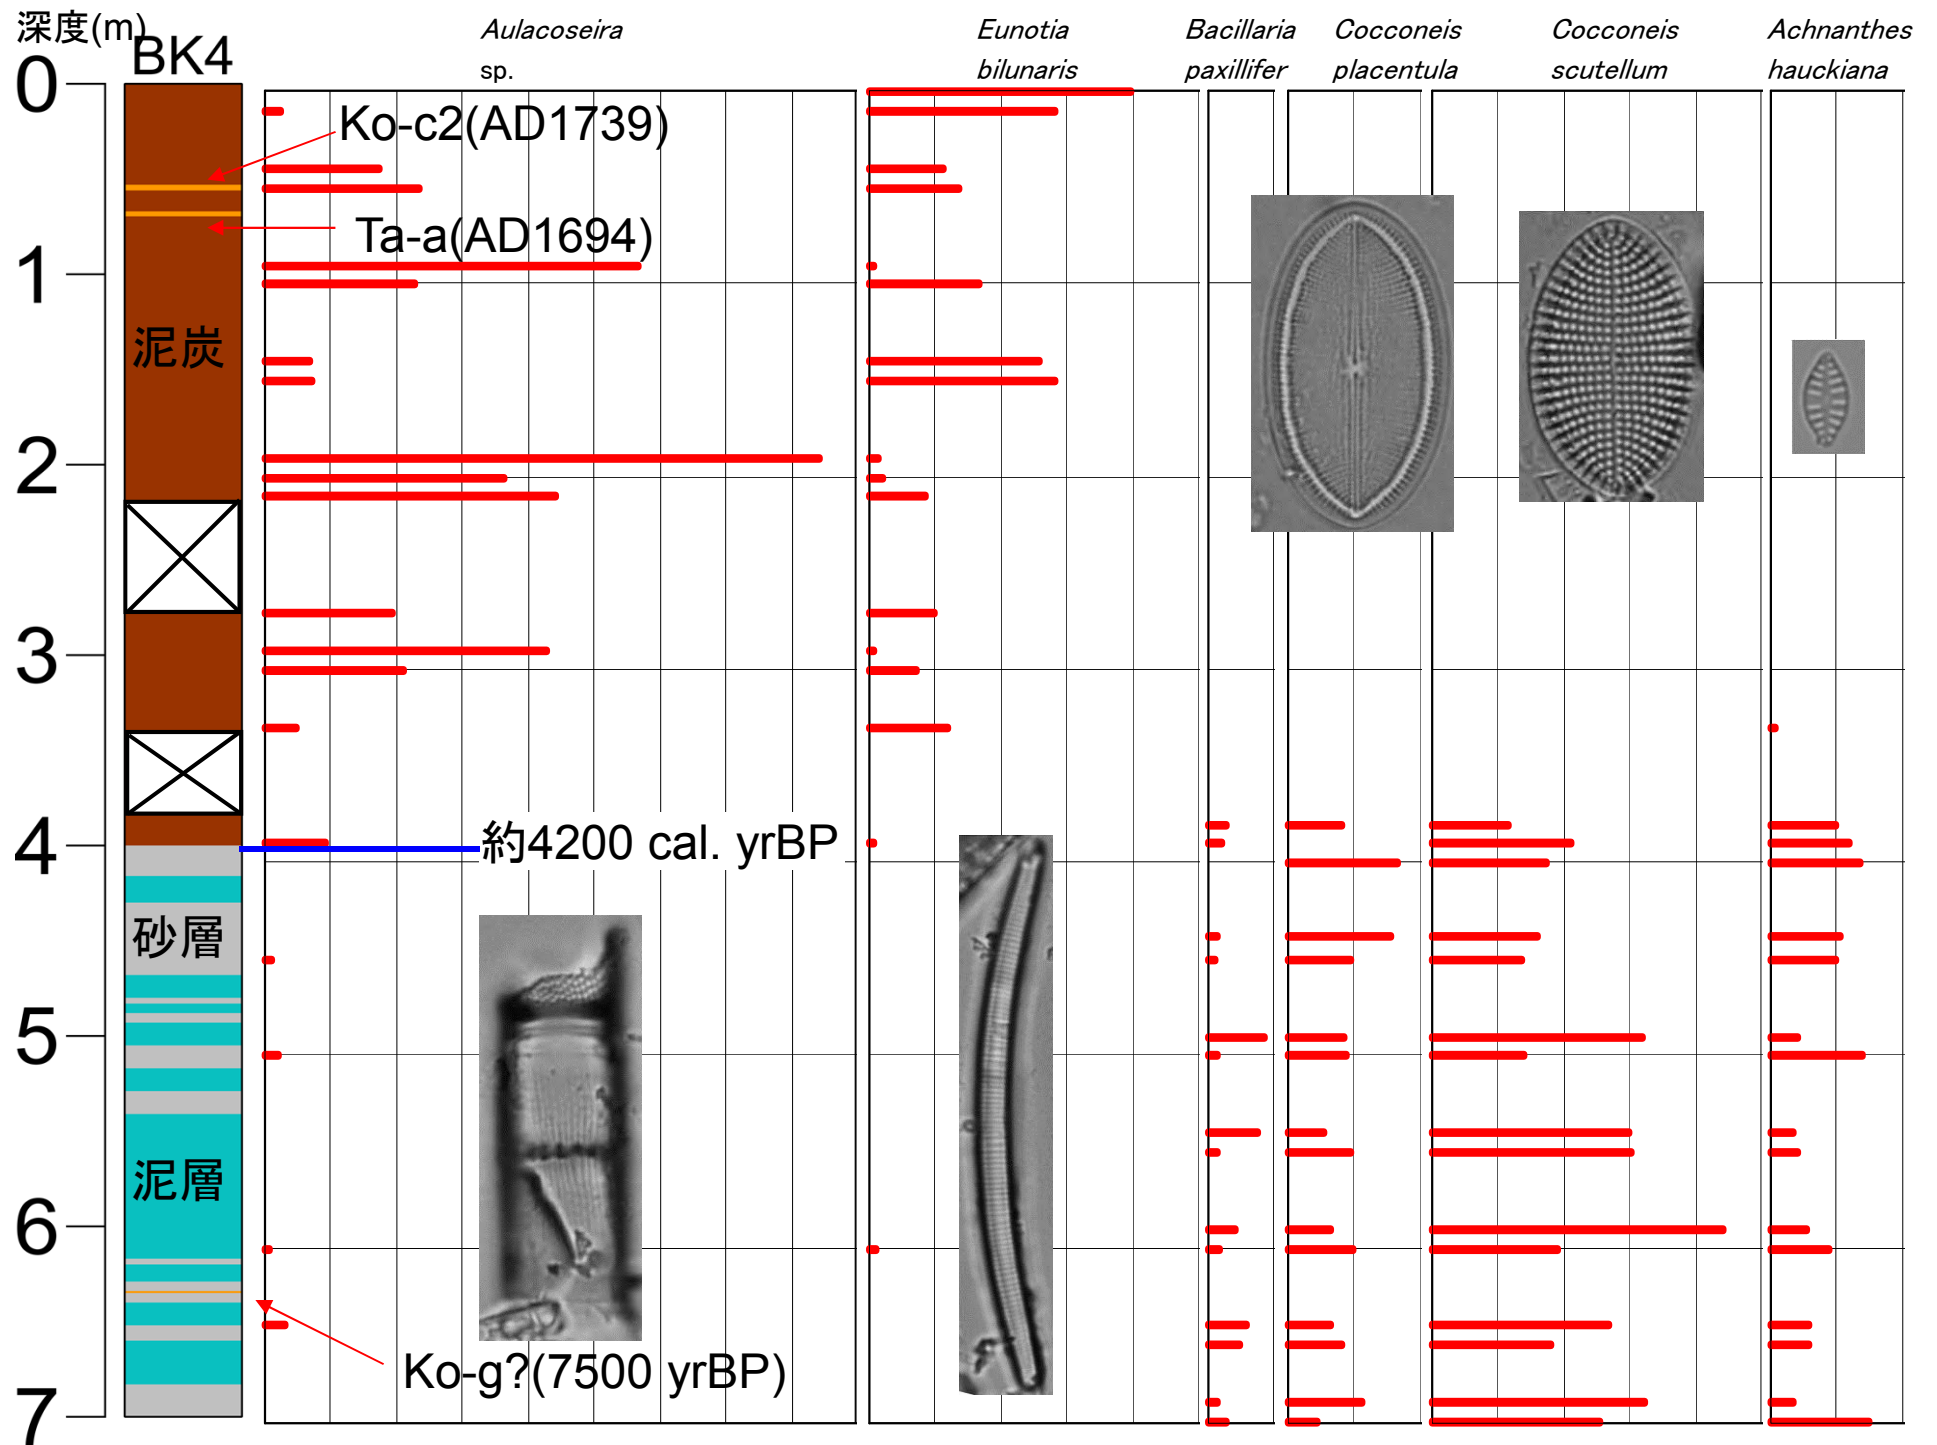 深度(m)
BK4
Aulacoseira
sp.
Eunotia
bilunaris
Bacillaria
paxillifer
Cocconeis
placentula
Cocconeis
scutellum
Achnanthes
hauckiana
0
Ko-c2(AD1739)
Ta-a(AD1694)
1
泥炭
2
3
4
約4200 cal. yrBP
砂層
5
泥層
6
Ko-g?(7500 yrBP)
7